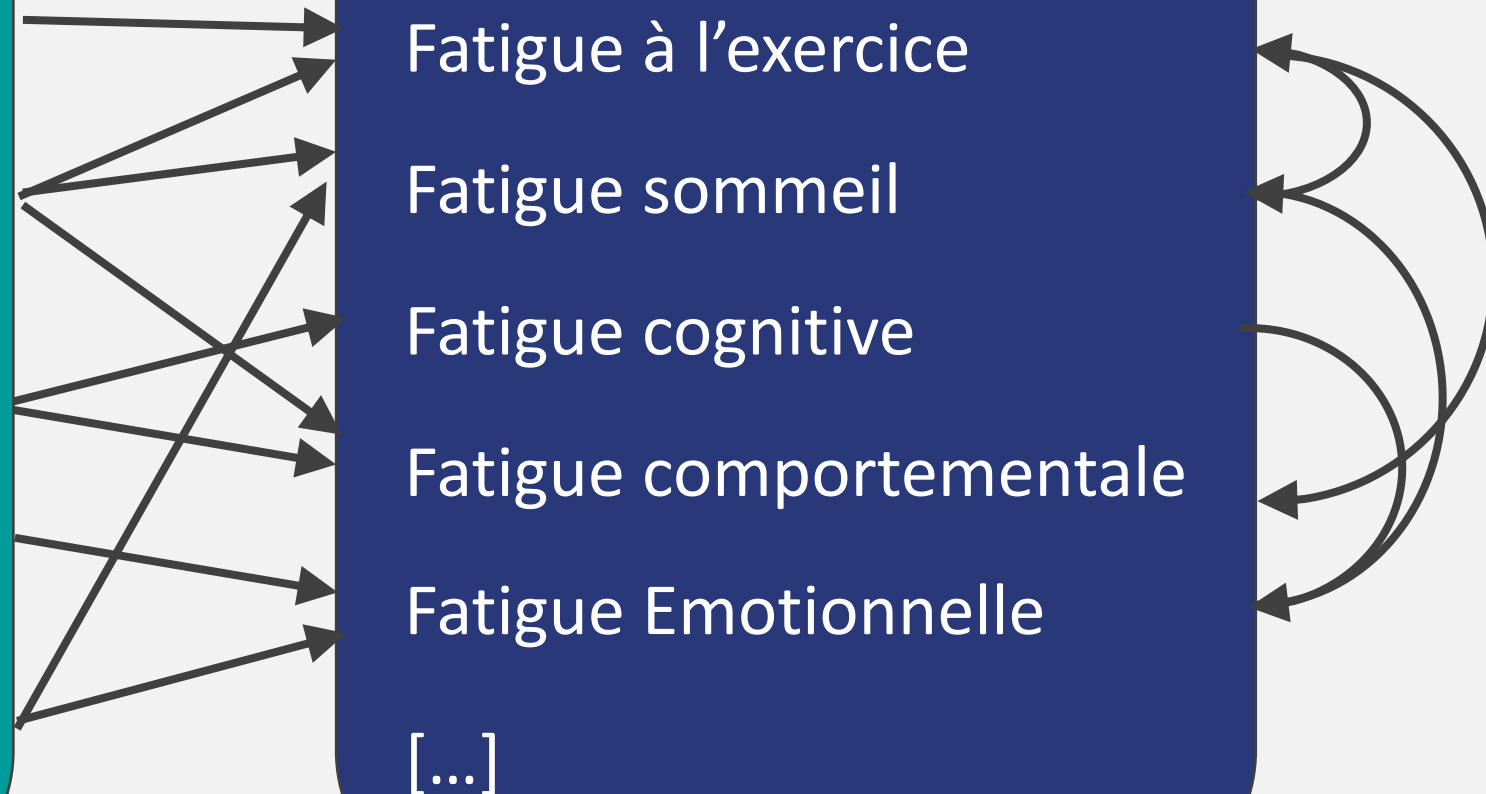 Fatigue à l’exercice
Fatigue sommeil
Fatigue cognitive
Fatigue comportementale
Fatigue Emotionnelle
[…]